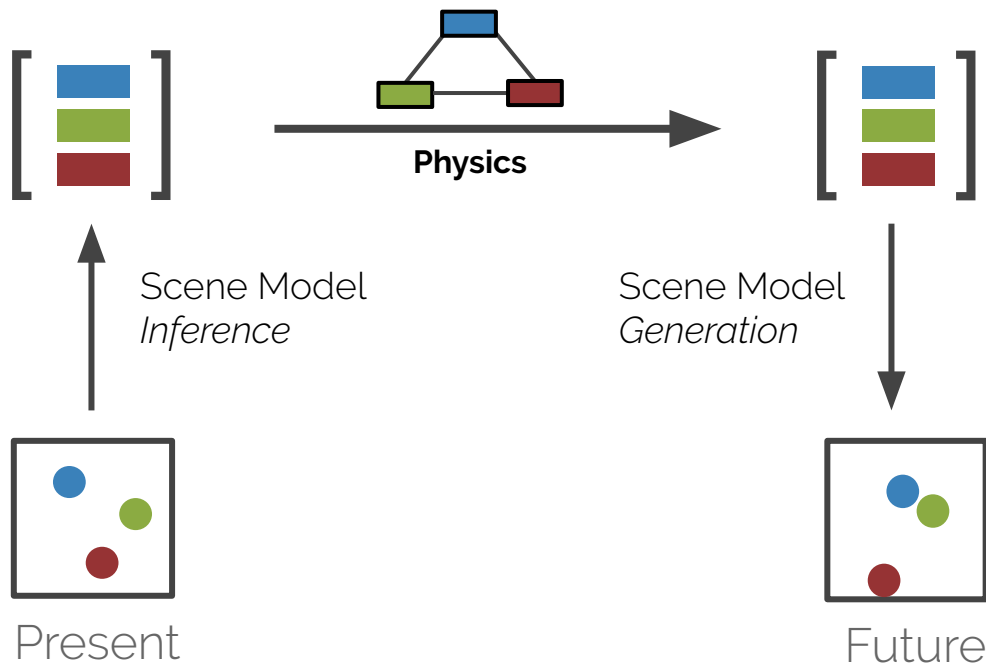 Physics
Scene Model
Inference
Scene Model
Generation
Present
Future